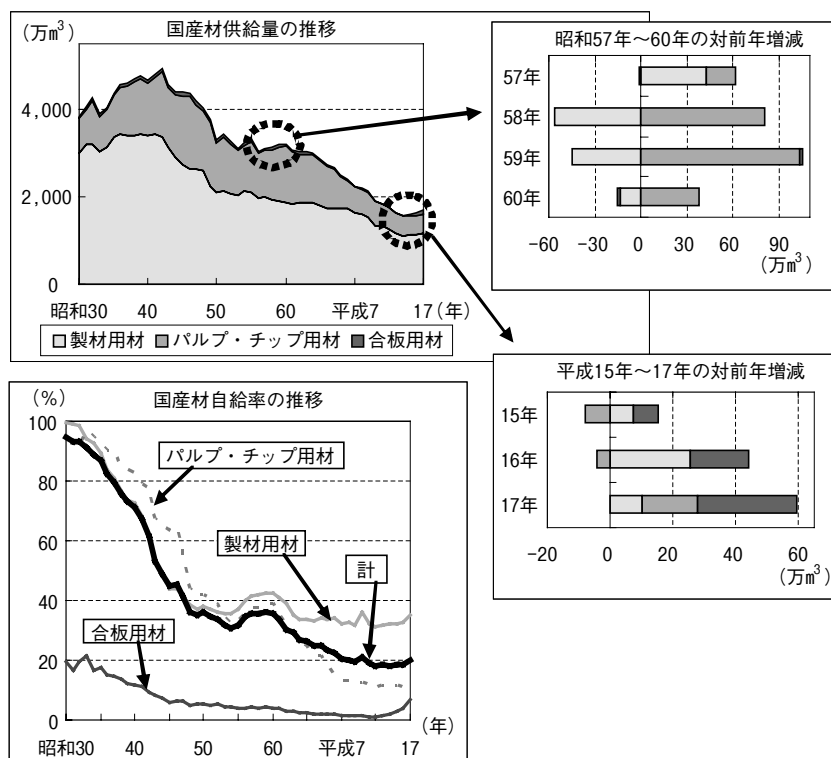 国産材供給量の推移
(万㎥)
4,000
2,000
0
昭和30 40 50 60 平成7 17(年)
製材用材 パルプ・チップ用材 合板用材
昭和57年~60年の対前年増減
57年
58年
59年
60年
-60 -30 0 30 60 90
(万㎥)
平成15年~17年の対前年増減
15年
16年
17年
-20 0 20 40 60
(万㎥)
国産材自給率の推移
(%)
100
80
60
40
20
0
パルプ・チップ用材
製材用材
計
合板用材
(年)
昭和30 40 50 60 平成7 17